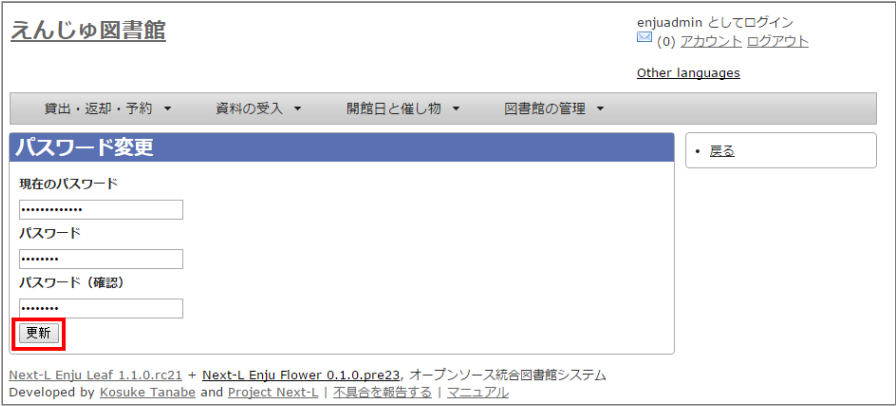 えんじゅ図書館
enjuadmin としてログイン
(0) アカウント ログアウト
Other languages
貸出・返却・予約 ▼ 資料の受入 ▼ 開館日と催し物 ▼ 図書館の管理 ▼
パスワード変更
• 戻る
現在のパスワード
•••••••••••••
パスワード
••••••••
パスワード（確認）
••••••••
更新
Next-L Enju Leaf 1.1.0.rc21 + Next-L Enju Flower 0.1.0.pre23, オープンソース統合図書館システム
Developed by Kosuke Tanabe and Project Next-L | 不具合を報告する | マニュアル